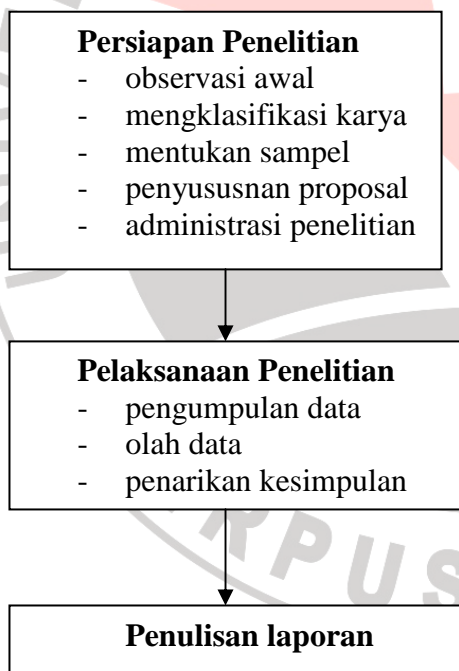 Persiapan Penelitian
- observasi awal
- mengklasifikasi karya
- mentukan sampel
- penyususnan proposal
- administrasi penelitian
Pelaksanaan Penelitian
- pengumpulan data
- olah data
- penarikan kesimpulan
RPUS
Penulisan laporan